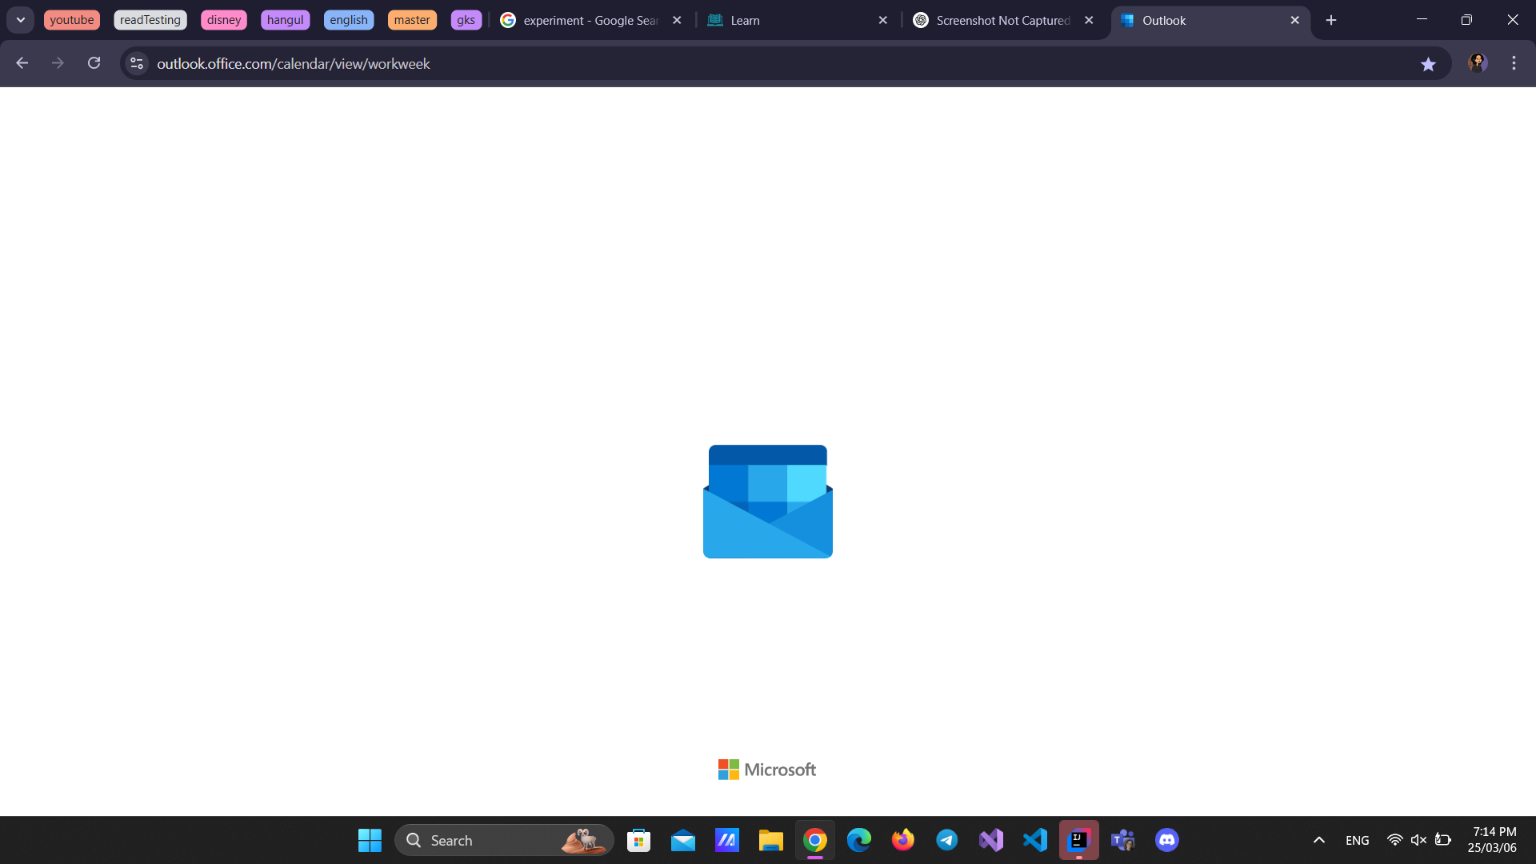 youtube
readTesting
disney
hangul
english
master
gks
experiment - Google Sear
Learn
Screenshot Not Captured
Outlook
outlook.office.com/calendar/view/workweek
Microsoft
Search
ENG
7:14 PM
25/03/06